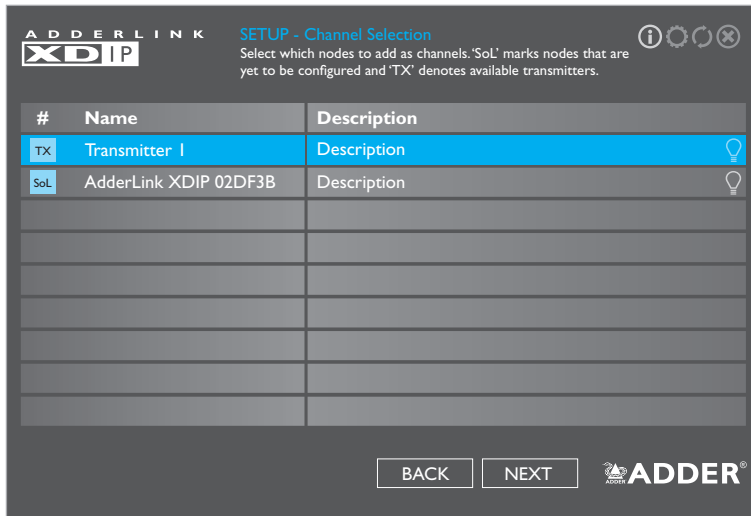 ADDERLINK
XDIP
SETUP - Channel Selection
Select which nodes to add as channels. ‘SoL’ marks nodes that are
yet to be configured and ‘TX’ denotes available transmitters.
i
# Name Description
TX Transmitter 1 Description
SoL AdderLink XDIP 02DF3B Description
BACK NEXT
ADDER ADDER®